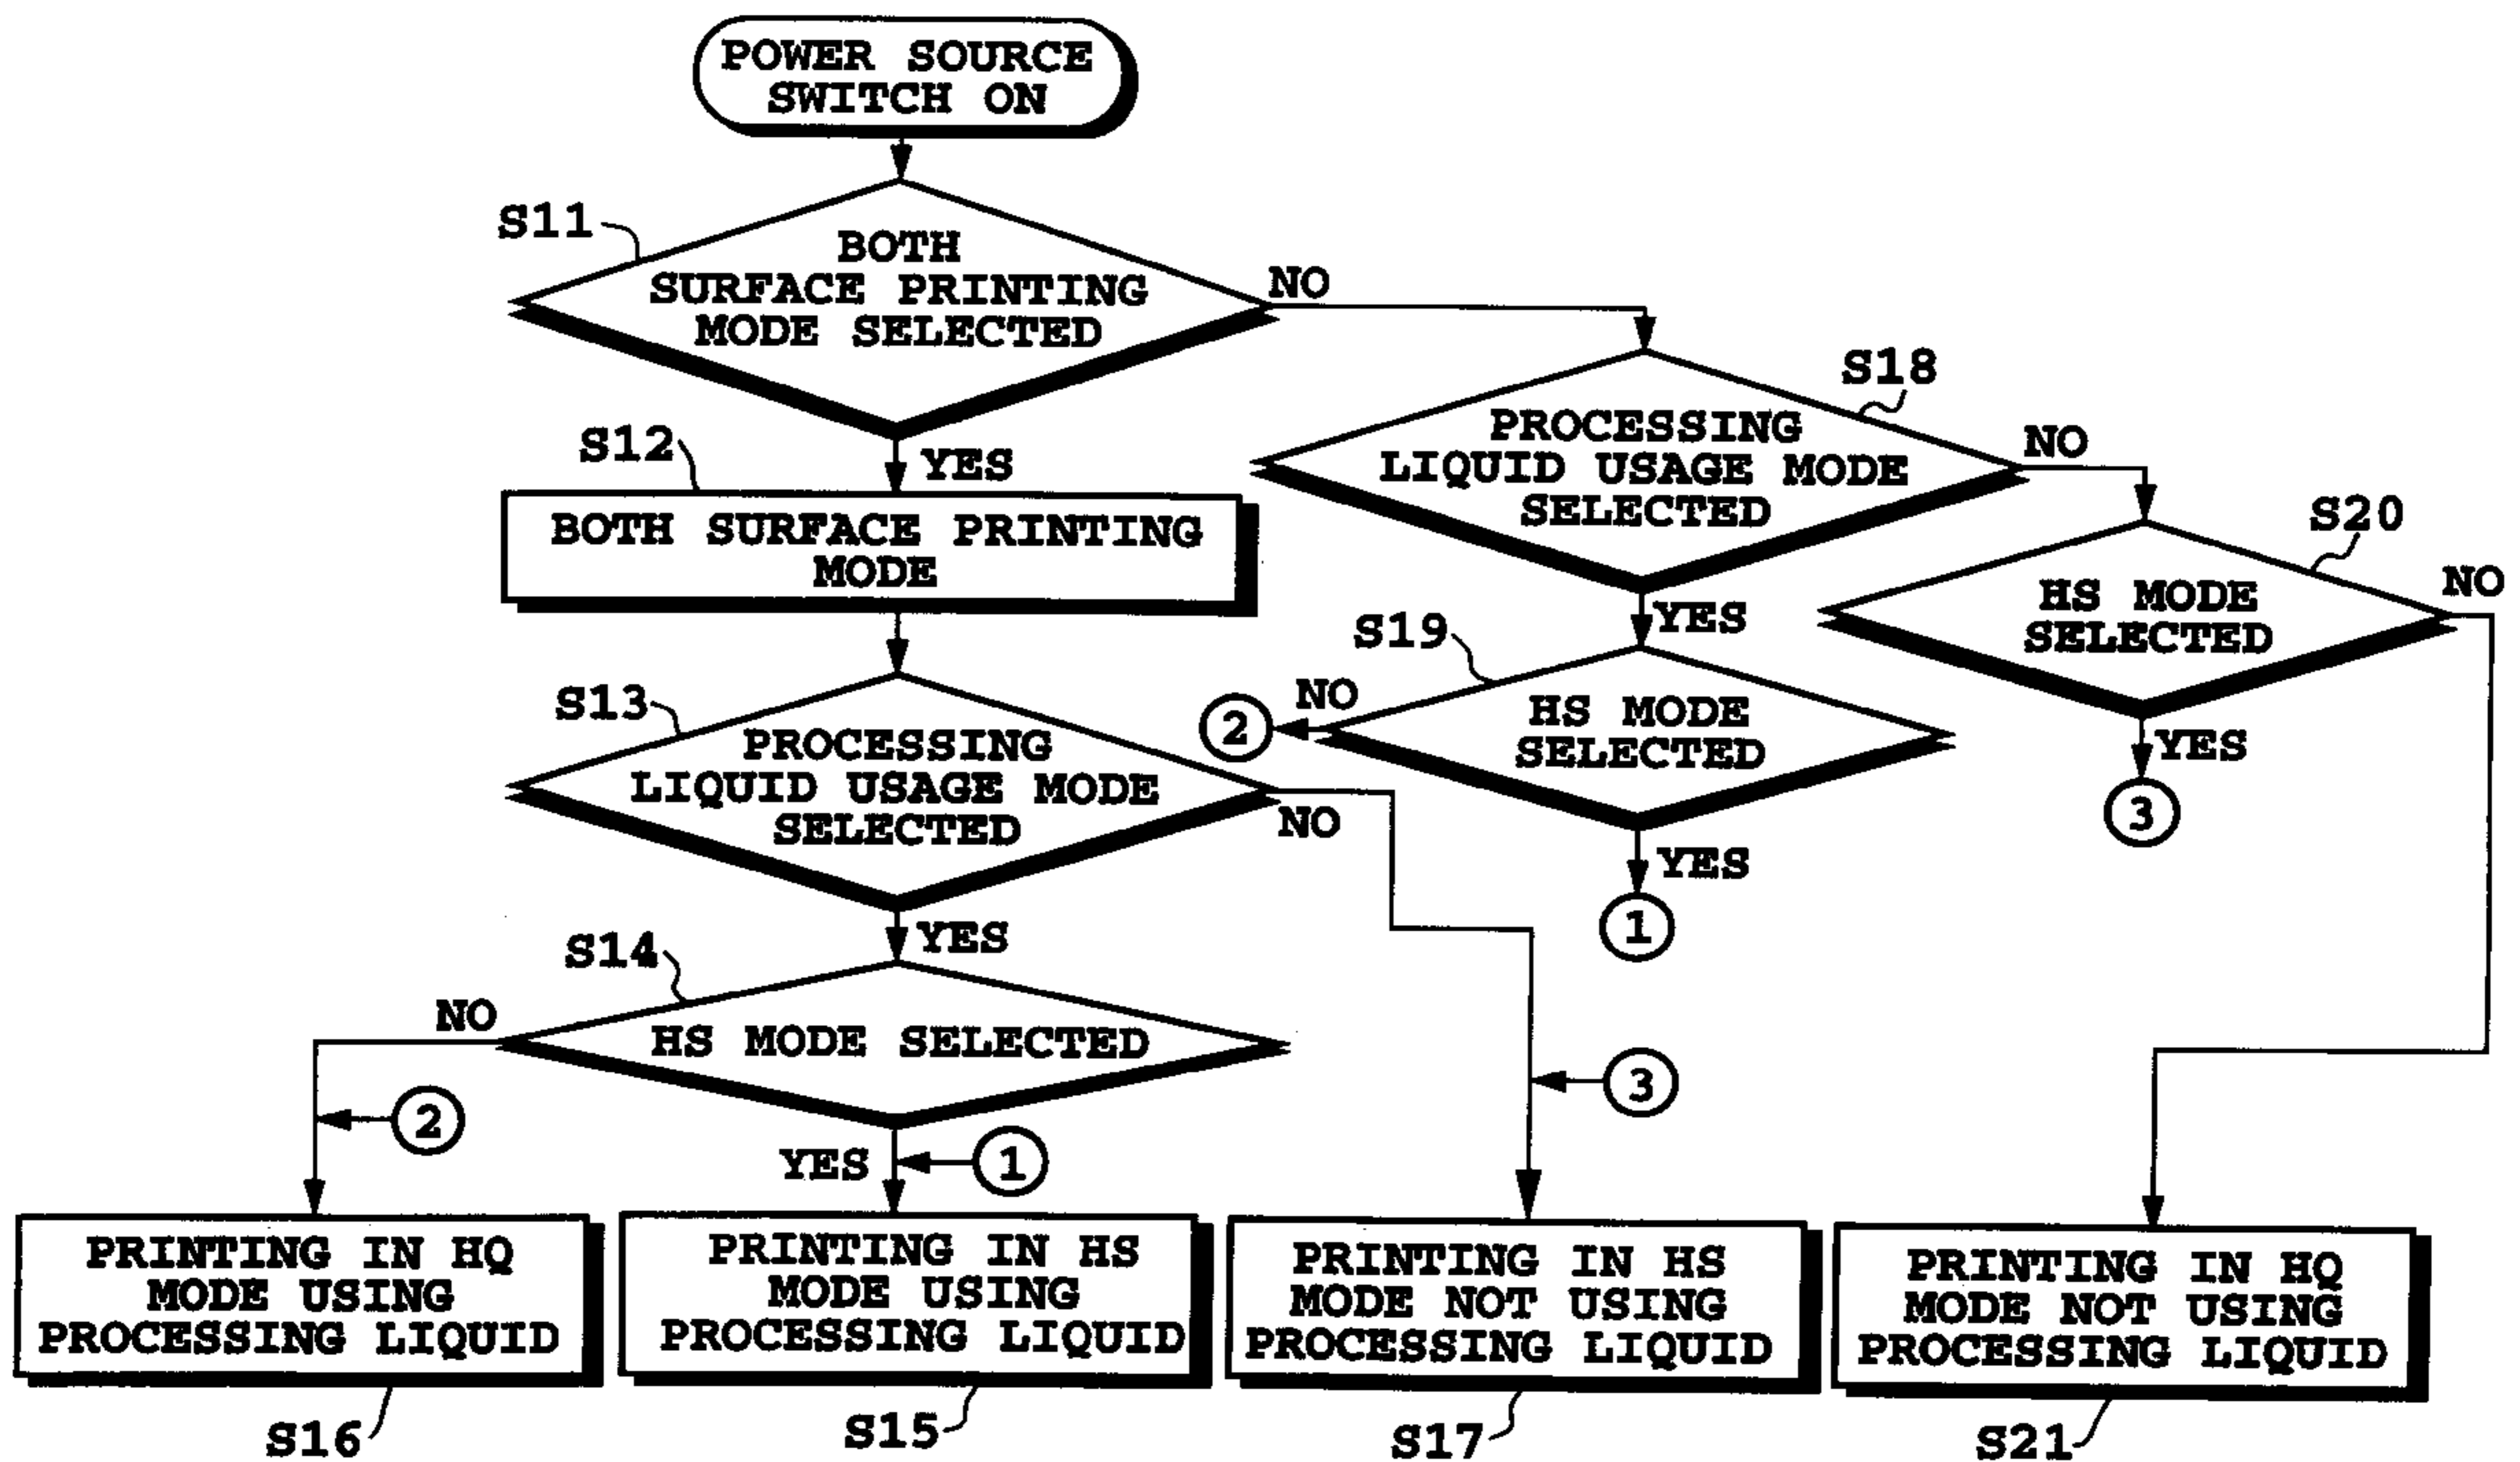 POWER SOURCE
SWITCH ON
S11
BOTH
SURFACE PRINTING
MODE SELECTED
NO
YES
S12
BOTH SURFACE PRINTING
MODE
S18
PROCESSING
LIQUID USAGE MODE
SELECTED
NO
YES
S20
HS MODE
SELECTED
NO
YES
3
S19
HS MODE
SELECTED
NO
2
YES
1
S13
PROCESSING
LIQUID USAGE MODE
SELECTED
NO
YES
S14
HS MODE SELECTED
NO
2
YES
1
3
PRINTING IN HQ
MODE USING
PROCESSING LIQUID
S16
PRINTING IN HS
MODE USING
PROCESSING LIQUID
S15
PRINTING IN HS
MODE NOT USING
PROCESSING LIQUID
S17
PRINTING IN HQ
MODE NOT USING
PROCESSING LIQUID
S21